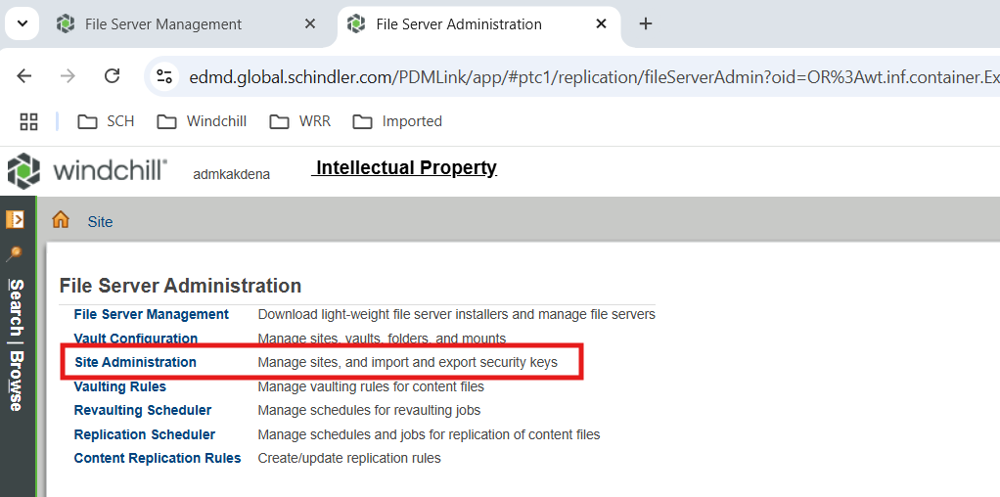 File Server Management
File Server Administration
edmd.global.schindler.com/PDMLink/app/#ptc1/replication/fileServerAdmin?oid=OR%3Awt.inf.container.Ex
SCH Windchill WRR Imported
windchill® admkakdena Intellectual Property
Site
Search | Browse
File Server Administration
File Server Management Download light-weight file server installers and manage file servers
Vault Configuration Manage sites, vaults, folders, and mounts
Site Administration Manage sites, and import and export security keys
Vaulting Rules Manage vaulting rules for content files
Revaulting Scheduler Manage schedules for revaulting jobs
Replication Scheduler Manage schedules and jobs for replication of content files
Content Replication Rules Create/update replication rules